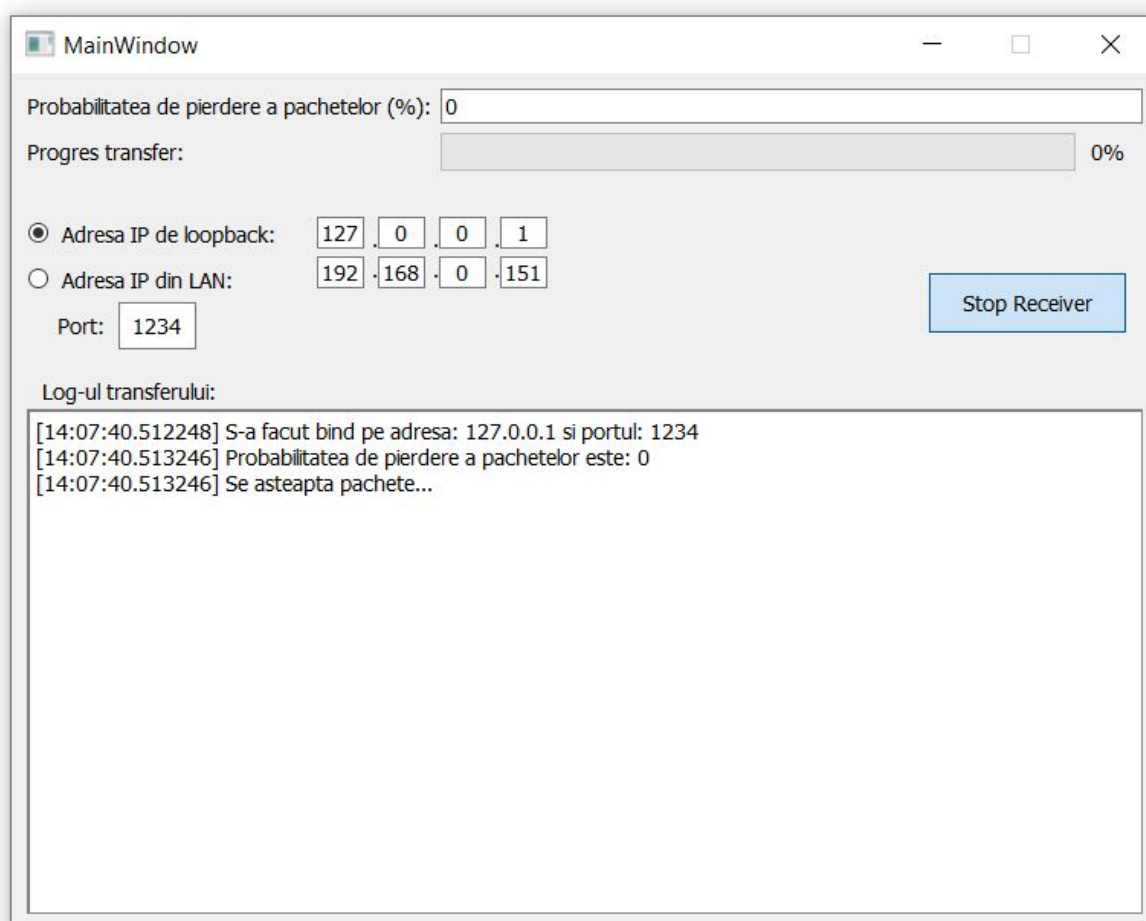 MainWindow
Probabilitatea de pierdere a pachetelor (%): 0
Progres transfer: 0%
Adresa IP de loopback: 127 . 0 . 0 . 1
Adresa IP din LAN: 192 . 168 . 0 . 151
Stop Receiver
Port: 1234
Log-ul transferului:
[14:07:40.512248] S-a facut bind pe adresa: 127.0.0.1 si portul: 1234
[14:07:40.513246] Probabilitatea de pierdere a pachetelor este: 0
[14:07:40.513246] Se asteapta pachete...